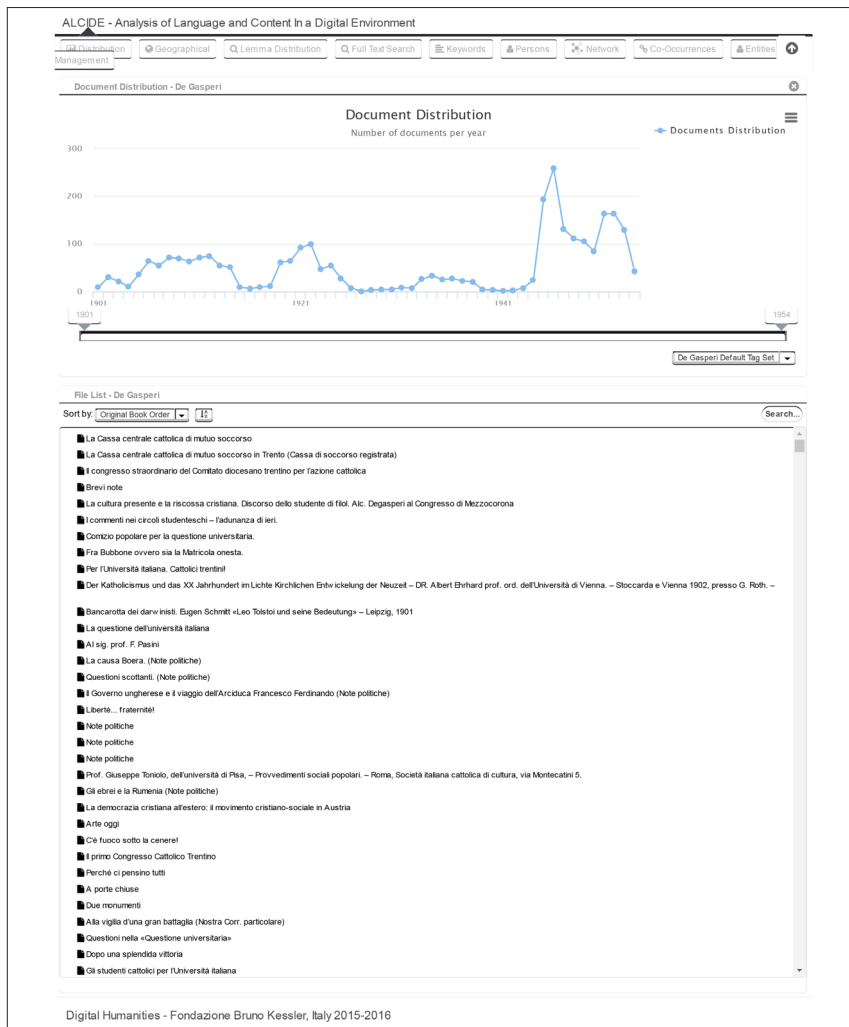 ALCIDE - Analysis of Language and Content In a Digital Environment
Distribution Geographical Lemma Distribution Full Text Search Keywords Persons Network Co-Occurrences Entities
Management
Document Distribution - De Gasperi
Document Distribution
Number of documents per year
Documents Distribution
300
200
100
0
1901 1921 1941
1901 1954
De Gasperi Default Tag Set
File List - De Gasperi
Sort by: Original Book Order Search...
La Cassa centrale cattolica di mutuo soccorso
La Cassa centrale cattolica di mutuo soccorso in Trento (Cassa di soccorso registrata)
Il congresso straordinario del Comitato diocesano trentino per l'azione cattolica
Brevi note
La cultura presente e la riscossa cristiana. Discorso dello studente di filol. Alc. Degasperi al Congresso di Mezzocorona
I commenti nei circoli studenteschi – l'adunanza di ieri.
Comizio popolare per la questione universitaria.
Fra Bubbone ovvero sia la Matricola onesta.
Per l'Università italiana. Cattolici trentini!
Der Katholicismus und das XX Jahrhundert im Lichte Kirchlichen Entwickelung der Neuzeit – DR. Albert Ehrhard prof. ord. dell'Università di Vienna. – Stoccarda e Vienna 1902, presso G. Roth. –
Bancarotta dei darwinisti. Eugen Schmitt «Leo Tolstoi und seine Bedeutung» – Leipzig, 1901
La questione dell'università italiana
Al sig. prof. F. Pasini
La causa Boera. (Note politiche)
Questioni scottanti. (Note politiche)
Il Governo ungherese e il viaggio dell'Arciduca Francesco Ferdinando (Note politiche)
Liberté... fraternité!
Note politiche
Note politiche
Note politiche
Prof. Giuseppe Toniolo, dell'università di Pisa, – Provvedimenti sociali popolari. – Roma, Società italiana cattolica di cultura, via Montecatini 5.
Gli ebrei e la Rumenia (Note politiche)
La democrazia cristiana all'estero: il movimento cristiano-sociale in Austria
Arte oggi
C'è fuoco sotto la cenere!
Il primo Congresso Cattolico Trentino
Perché ci pensino tutti
A porte chiuse
Due monumenti
Alla vigilia d'una gran battaglia (Nostra Corr. particolare)
Questioni nella «Questione universitaria»
Dopo una splendida vittoria
Gli studenti cattolici per l'Università italiana
Digital Humanities - Fondazione Bruno Kessler, Italy 2015-2016